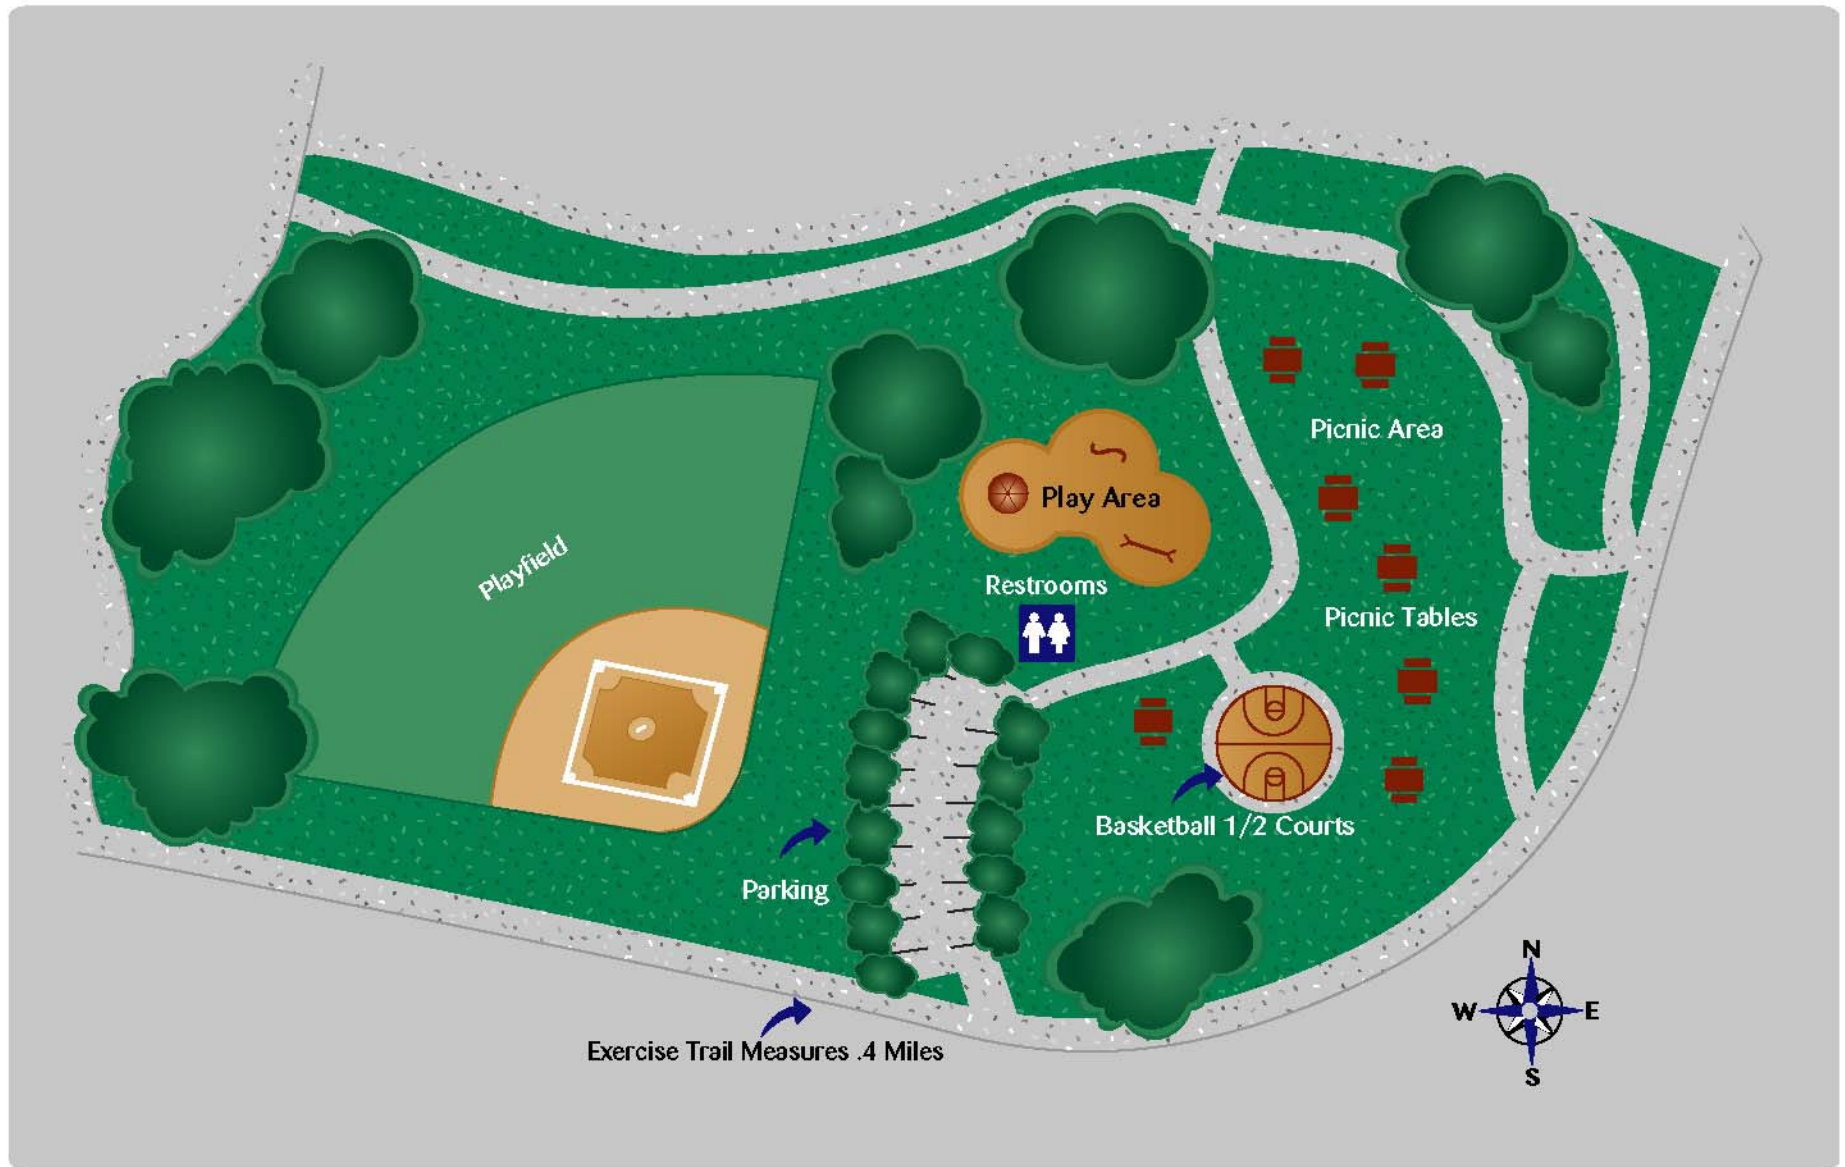 Picnic Area
Play Area
Playfield
Restrooms
Picnic Tables
Basketball 1/2 Courts
Parking
N
W
E
S
Exercise Trail Measures .4 Miles